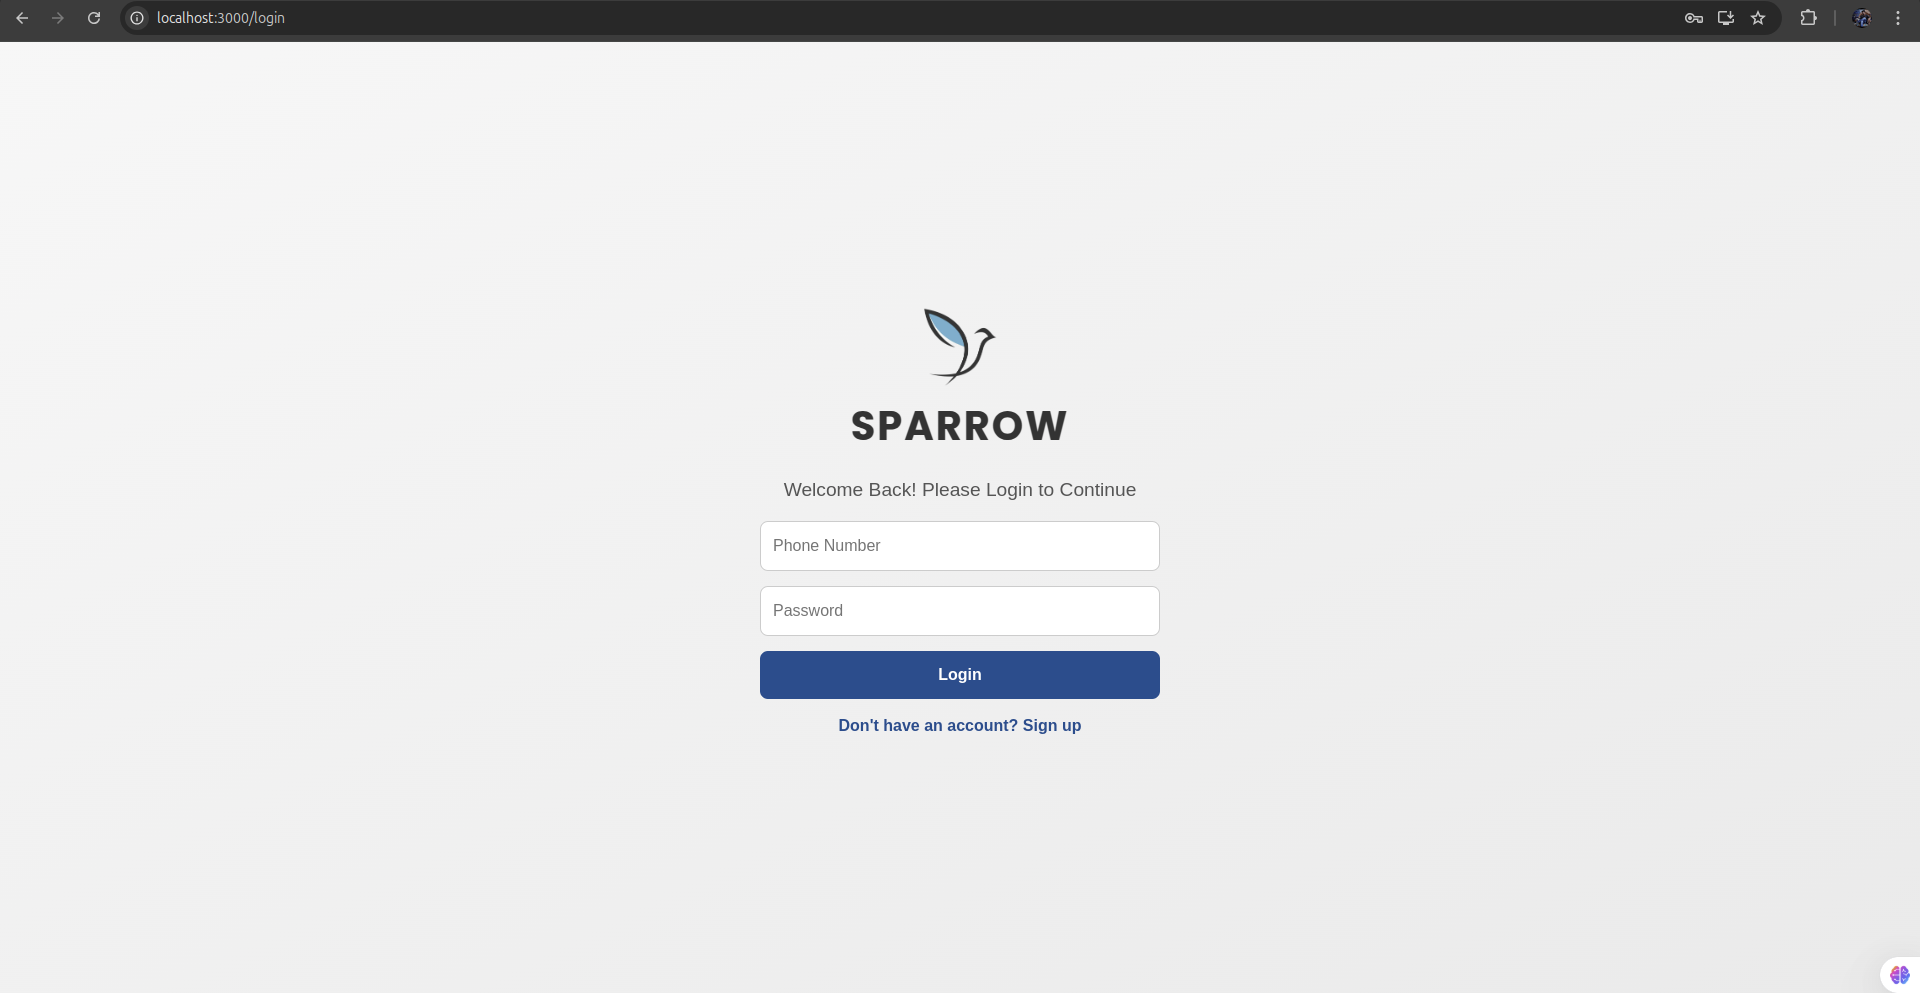 localhost:3000/login
SPARROW
Welcome Back! Please Login to Continue
Phone Number
Password
Login
Don't have an account? Sign up